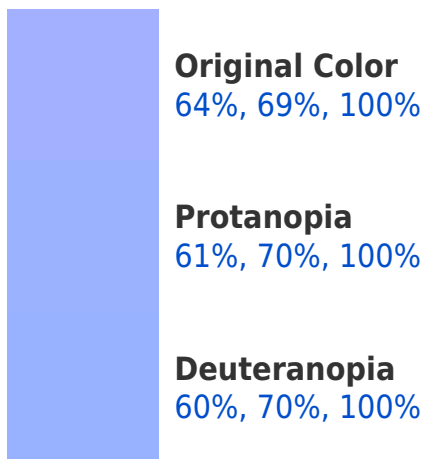 Original Color
64%, 69%, 100%
Protanopia
61%, 70%, 100%
Deuteranopia
60%, 70%, 100%